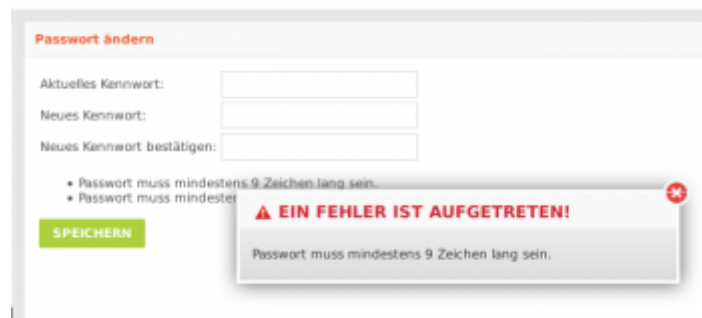 Passwort ändern
Aktuelles Kennwort:
Neues Kennwort:
Neues Kennwort bestätigen:
• Passwort muss mindestens 9 Zeichen lang sein.
• Passwort muss
SPEICHERN
EIN FEHLER IST AUFGETRETEN!
Passwort muss mindestens 9 Zeichen lang sein.